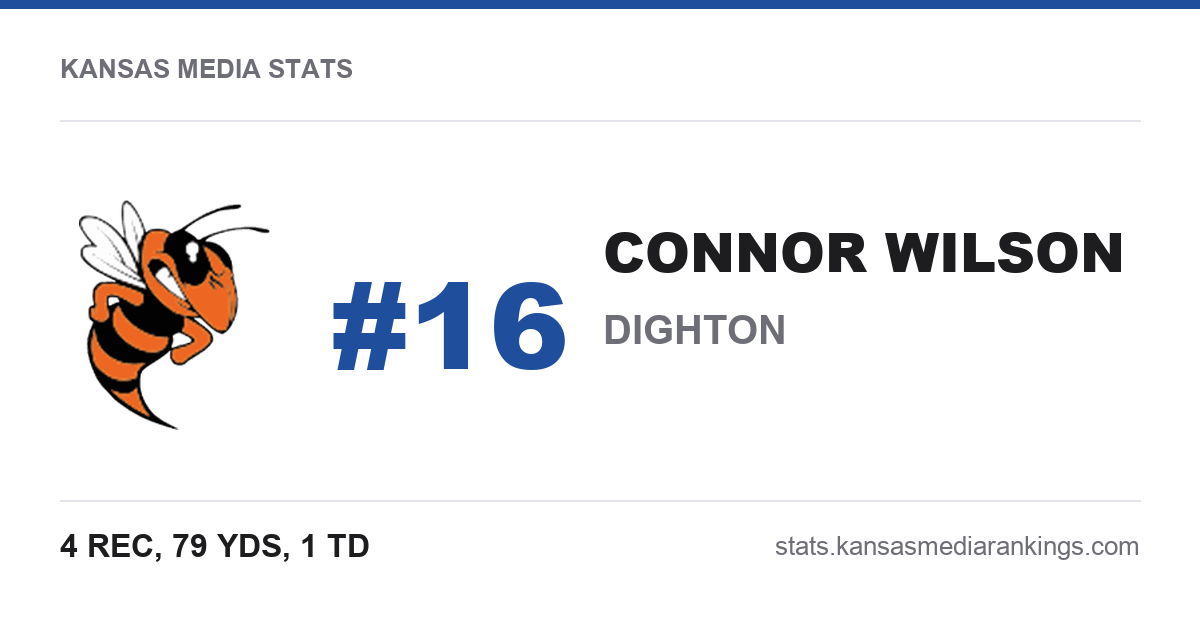 KANSAS MEDIA STATS
#16
CONNOR WILSON
DIGHTON
4 REC, 79 YDS, 1 TD
stats.kansasmediarankings.com